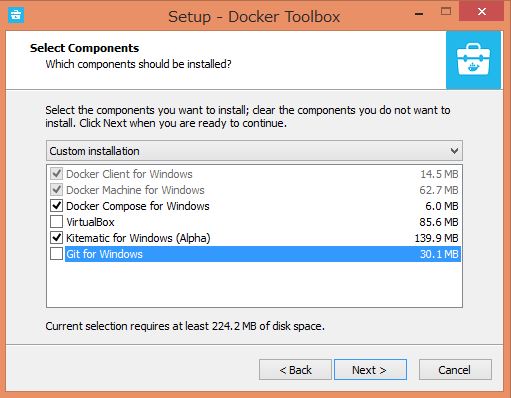 Setup - Docker Toolbox
Select Components
Which components should be installed?
Select the components you want to install; clear the components you do not want to
install. Click Next when you are ready to continue.
Custom installation
Docker Client for Windows 14.5 MB
Docker Machine for Windows 62.7 MB
Docker Compose for Windows 6.0 MB
VirtualBox 85.6 MB
Kitematic for Windows (Alpha) 139.9 MB
Git for Windows 30.1 MB
Current selection requires at least 224.2 MB of disk space.
< Back Next > Cancel